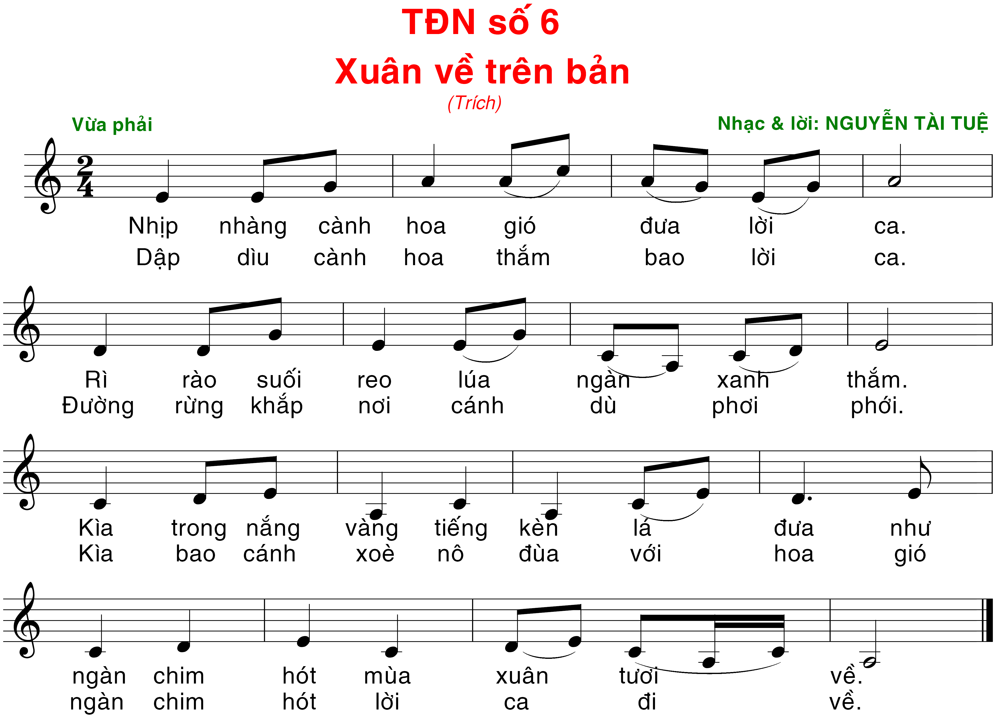 TĐN số 6
Xuân về trên bản
(Trích)
Vừa phải
Nhạc & lời: NGUYỄN TÀI TUỆ
2
4
Nhịp nhàng cành hoa gió đưa lời ca.
Dập dìu cành hoa thắm bao lời ca.
Rì rào suối reo lúa ngàn xanh thắm.
Đường rừng khắp nơi cánh dù phơi phới.
Kìa trong nắng vàng tiếng kèn lá đưa như
Kìa bao cánh xoè nô đùa với hoa gió
ngàn chim hót mùa xuân tươi về.
ngàn chim hót lời ca đi về.